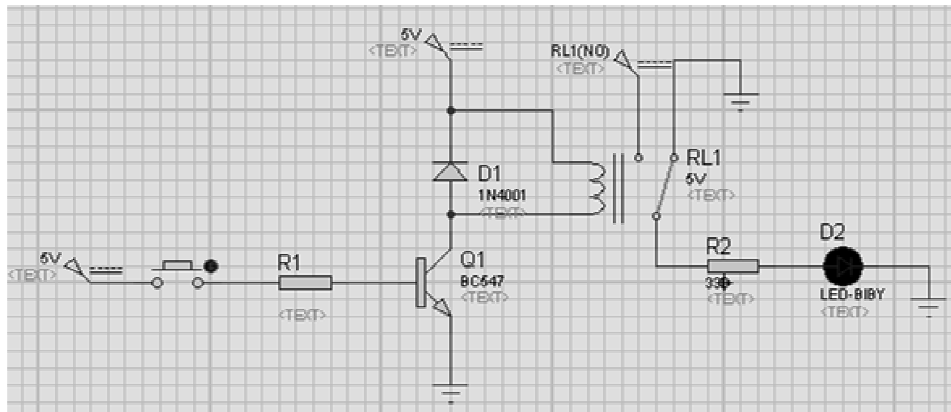 5V
<TEXT>
RL1(NO)
<TEXT>
D1
1N4001
<TEXT>
RL1
5V
<TEXT>
5V
<TEXT>
R1
<TEXT>
Q1
BC547
<TEXT>
R2
<TEXT>
D2
LED-BIBY
<TEXT>